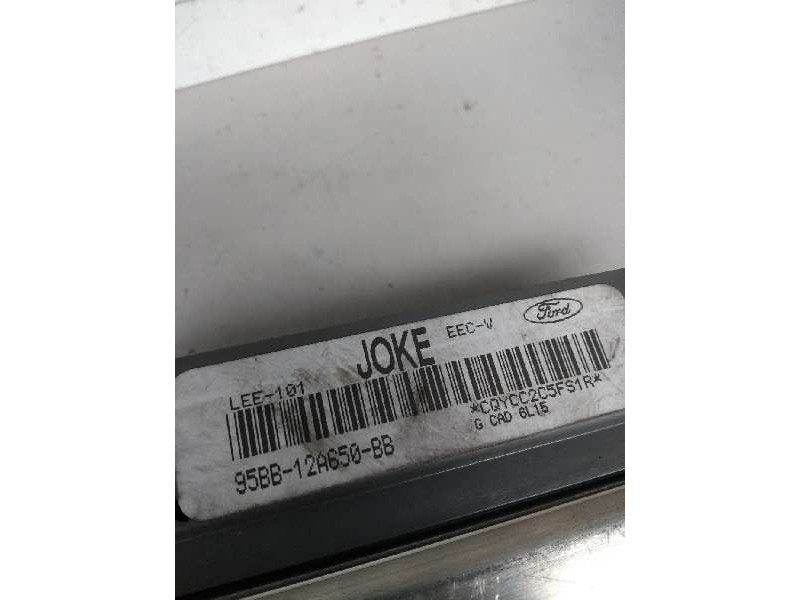 JOKE EEC-V Ford
LEE-101
*CQYCC2C5FS1R*
95BB-12A650-BB G CAD 6L15